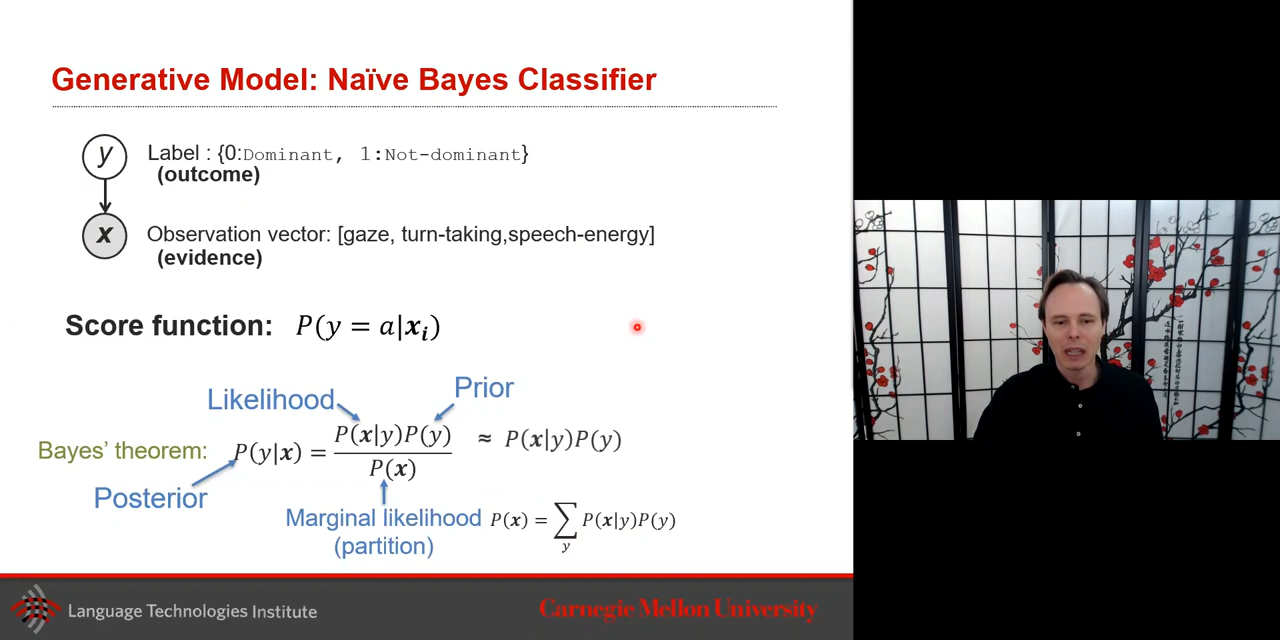 Generative Model: Naïve Bayes Classifier
y
Label : {0:Dominant, 1:Not-dominant}
(outcome)
x
Observation vector: [gaze, turn-taking,speech-energy]
(evidence)
Score function: P(y = a|xᵢ)
Likelihood
Prior
Bayes’ theorem: P(y|x) = P(x|y)P(y) / P(x) ≈ P(x|y)P(y)
Posterior
Marginal likelihood P(x) = ∑_y P(x|y)P(y)
(partition)
Language Technologies Institute
Carnegie Mellon University